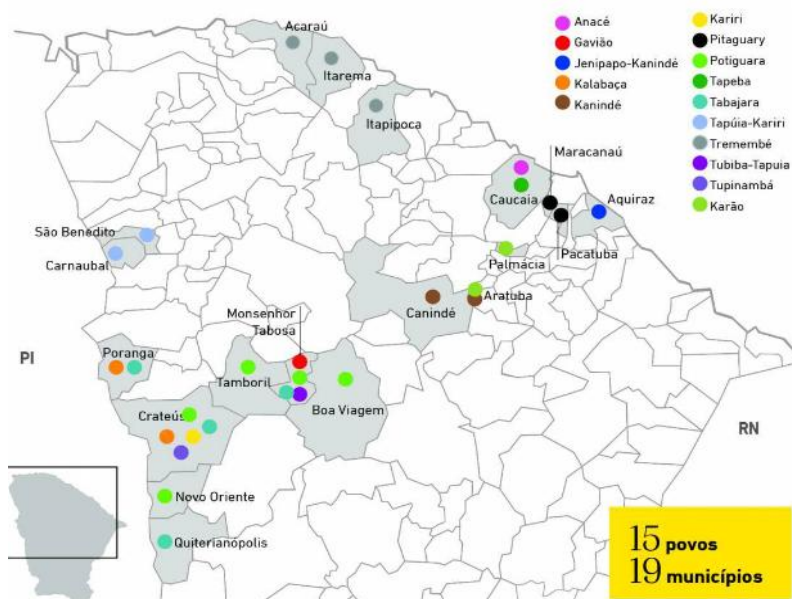 Acaraú
Itarema
Itapipoca
Anacé
Gavião
Jenipapo-Kanindé
Kalabaça
Kanindé
Kariri
Pitaguary
Potiguara
Tapeba
Tabajara
Tapúia-Kariri
Tremembé
Tubiba-Tapuia
Tupinambá
Karão
Maracanaú
Caucaia
Aquiraz
Pacatuba
São Benedito
Carnaubal
Palmácia
Canindé
Aratuba
Monsenhor
Tabosa
PI
Poranga
Tamboril
Boa Viagem
Crateús
RN
Novo Oriente
Quiterianópolis
15 povos
19 municípios